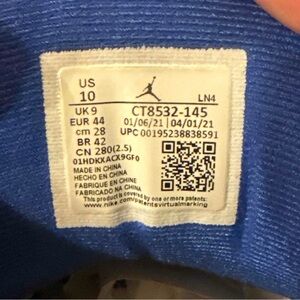 US
10
LN4
UK 9
EUR 44
cm 28
BR 42
CN 280(2.5)
CT8532-145
01/06/21 04/01/21
UPC 00195238838591
01HDKXACX9GF0
MADE IN CHINA
HECHO EN CHINA
FABRIQUE EN CHINE
FABRICADO NA CHINA
This product is covered by one or more patents:
www.nike.com/patentsvirtualmarking